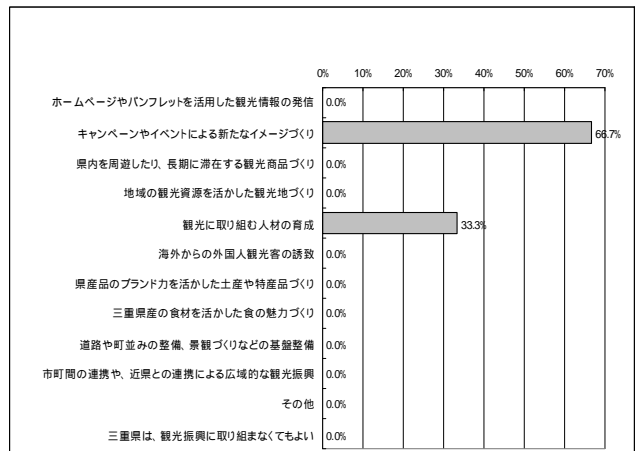 0% 10% 20% 30% 40% 50% 60% 70%
ホームページやパンフレットを活用した観光情報の発信 0.0%
キャンペーンやイベントによる新たなイメージづくり 66.7%
県内を周遊したり、長期に滞在する観光商品づくり 0.0%
地域の観光資源を活かした観光地づくり 0.0%
観光に取り組む人材の育成 33.3%
海外からの外国人観光客の誘致 0.0%
県産品のブランド力を活かした土産や特産品づくり 0.0%
三重県産の食材を活かした食の魅力づくり 0.0%
道路や町並みの整備、景観づくりなどの基盤整備 0.0%
市町間の連携や、近県との連携による広域的な観光振興 0.0%
その他 0.0%
三重県は、観光振興に取り組まなくてもよい 0.0%